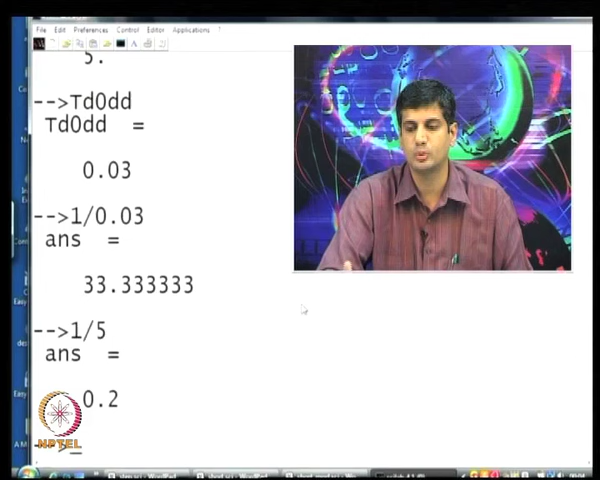 File Edit Preferences Control Editor Applications ?
5.
-->Td0dd
Td0dd =
0.03
-->1/0.03
ans =
33.333333
-->1/5
ans =
0.2
-->_
NPTEL